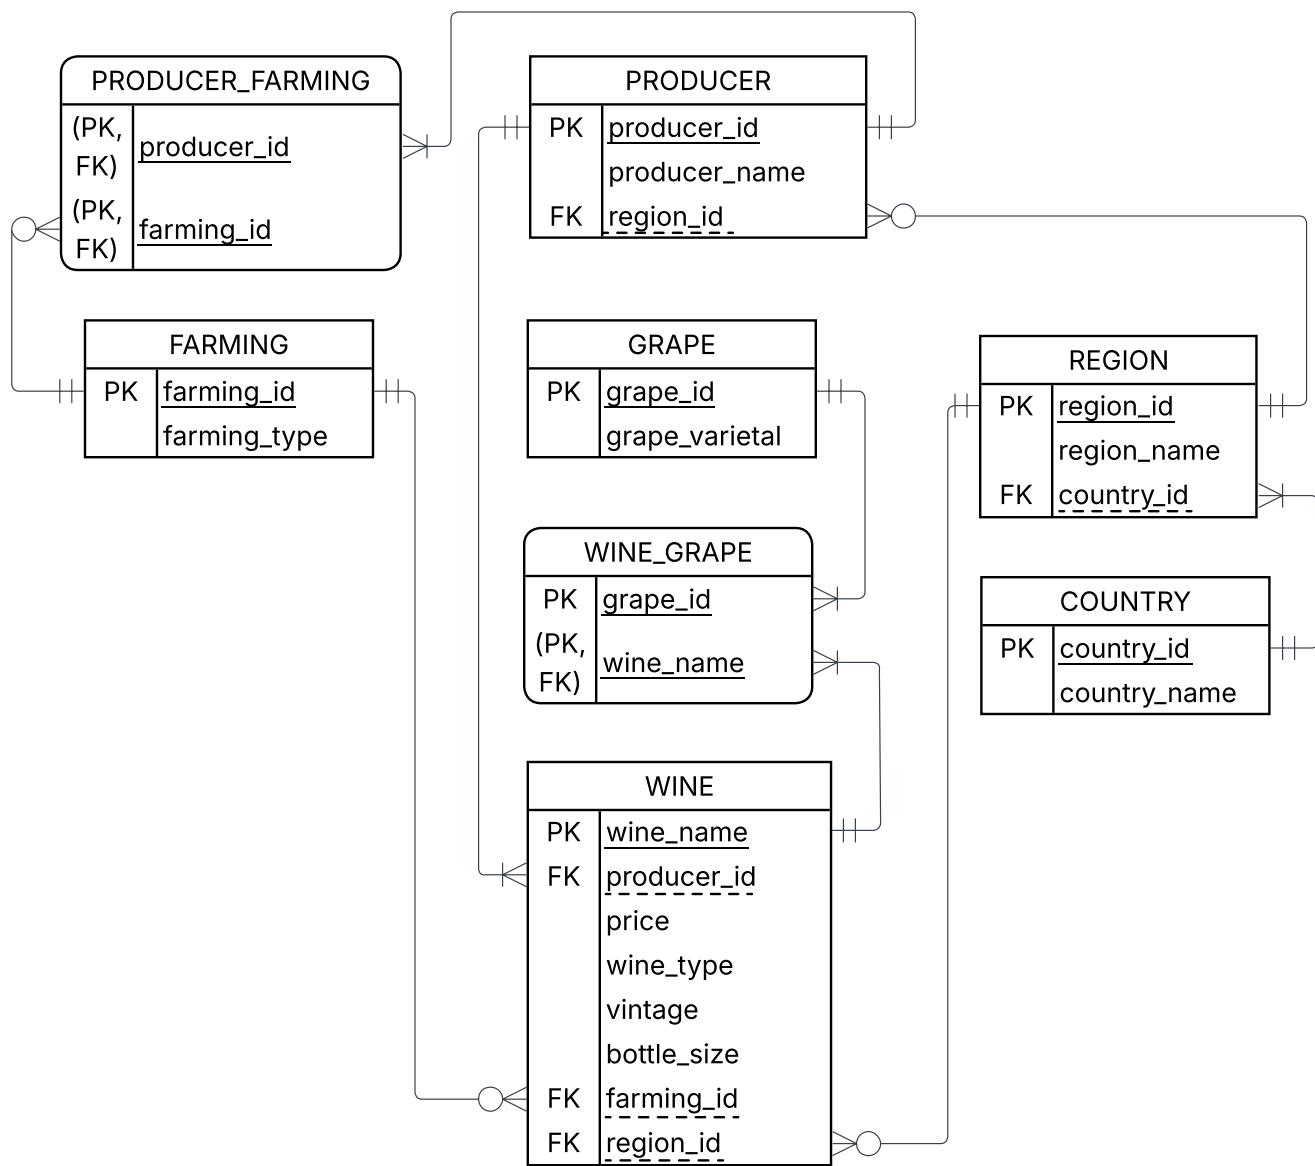 PRODUCER_FARMING
(PK, FK) producer_id
(PK, FK) farming_id
PRODUCER
PK producer_id
producer_name
FK region_id
FARMING
PK farming_id
farming_type
GRAPE
PK grape_id
grape_varietal
REGION
PK region_id
region_name
FK country_id
WINE_GRAPE
PK grape_id
(PK, FK) wine_name
COUNTRY
PK country_id
country_name
WINE
PK wine_name
FK producer_id
price
wine_type
vintage
bottle_size
FK farming_id
FK region_id